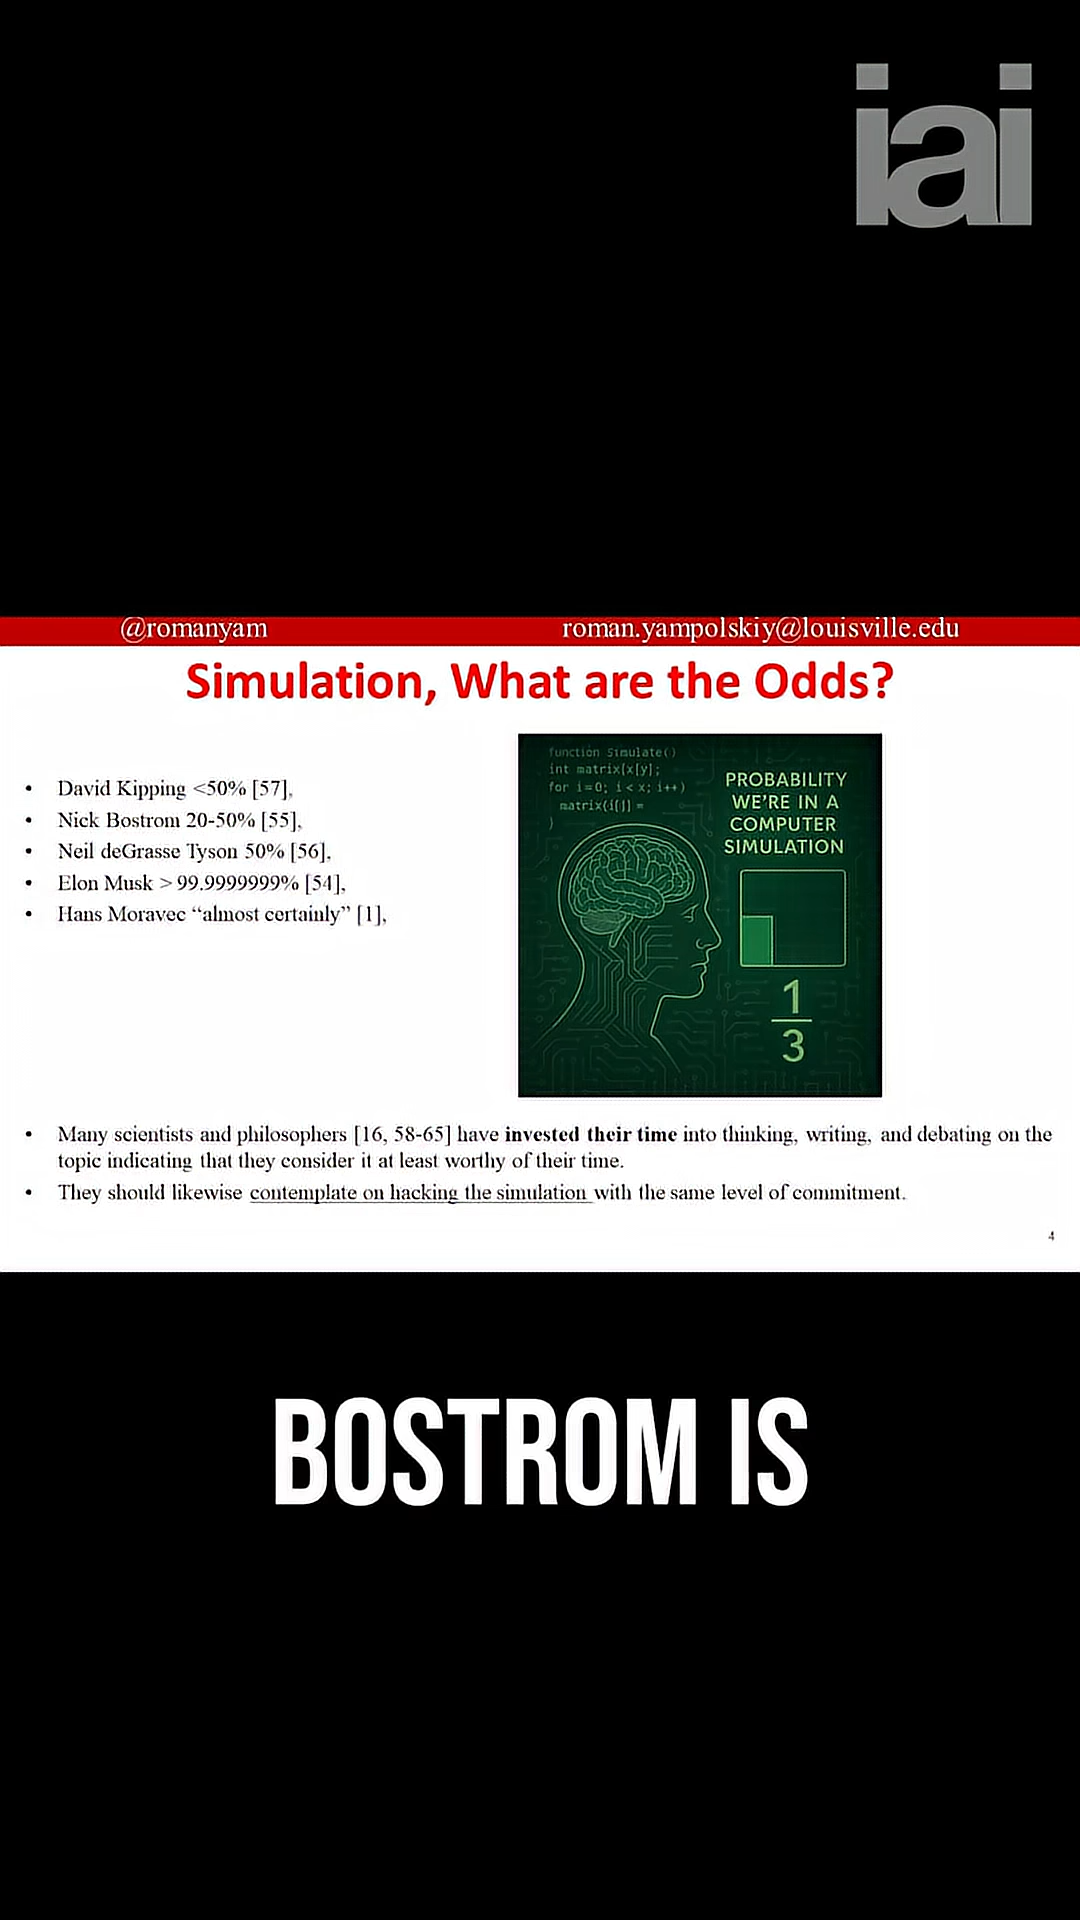 iai
@romanyam roman.yampolskiy@louisville.edu
Simulation, What are the Odds?
• David Kipping <50% [57],
• Nick Bostrom 20-50% [55],
• Neil deGrasse Tyson 50% [56],
• Elon Musk > 99.9999999% [54],
• Hans Moravec “almost certainly” [1],
function Simulate()
int matrix[x[y];
for i=0; i < x; i++)
matrix(i[j] =
)
PROBABILITY
WE'RE IN A
COMPUTER
SIMULATION
1
3
• Many scientists and philosophers [16, 58-65] have invested their time into thinking, writing, and debating on the
topic indicating that they consider it at least worthy of their time.
• They should likewise contemplate on hacking the simulation with the same level of commitment.
4
BOSTROM IS